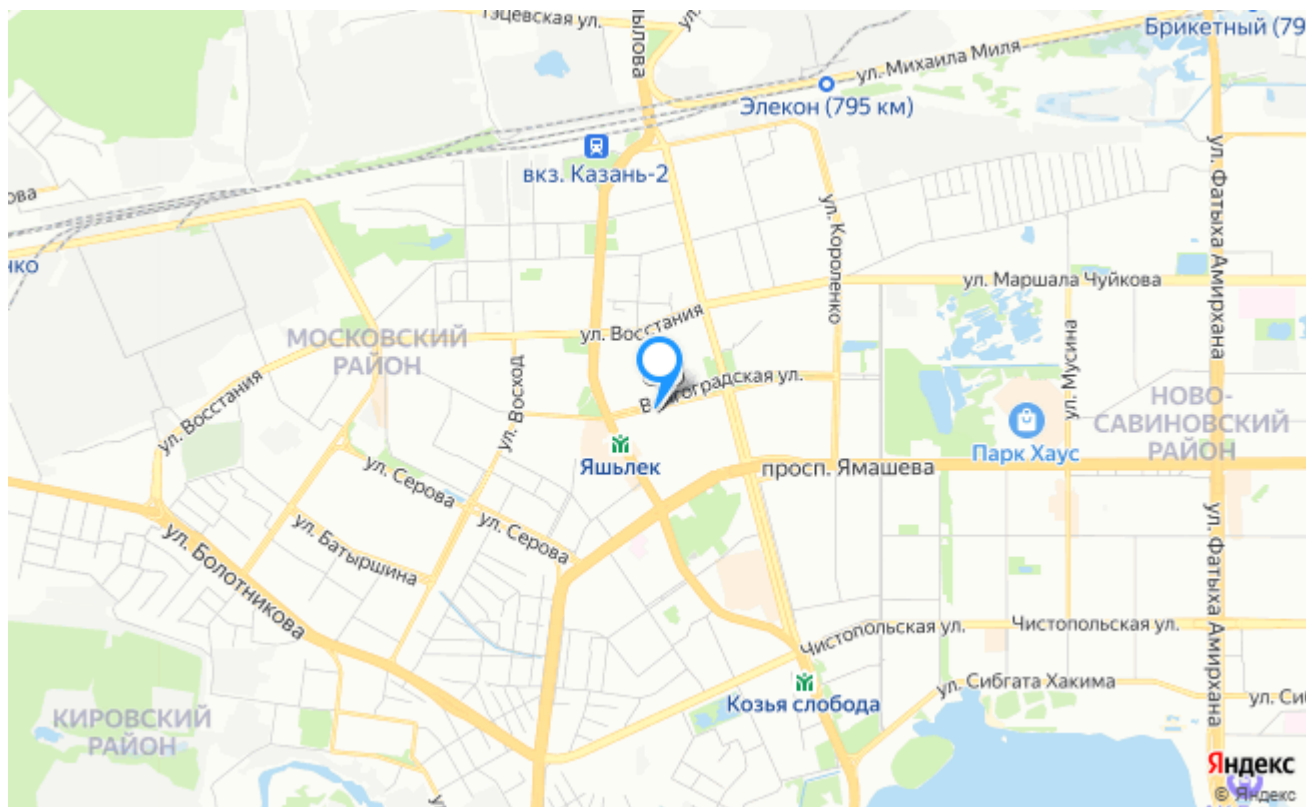 Тэцевская ул.
Брикетный (79
ул. Михаила Миля
Элекон (795 км)
вкз. Казань-2
ул. Короленко
ул. Фатыха Амирхана
ул. Маршала Чуйкова
ул. Восстания
МОСКОВСКИЙ
РАЙОН
ул. Восход
ул. Мусина
НОВО-
САВИНОВСКИЙ
РАЙОН
ул. Восстания
Парк Хаус
Яшьлек
просп. Ямашева
ул. Серова
ул. Серова
ул. Батыршина
ул. Болотникова
ул. Фатыха Амирхана
Чистопольская ул.
Чистопольская ул.
ул. Сибгата Хакима
Козья слобода
КИРОВСКИЙ
РАЙОН
Яндекс
© Яндекс